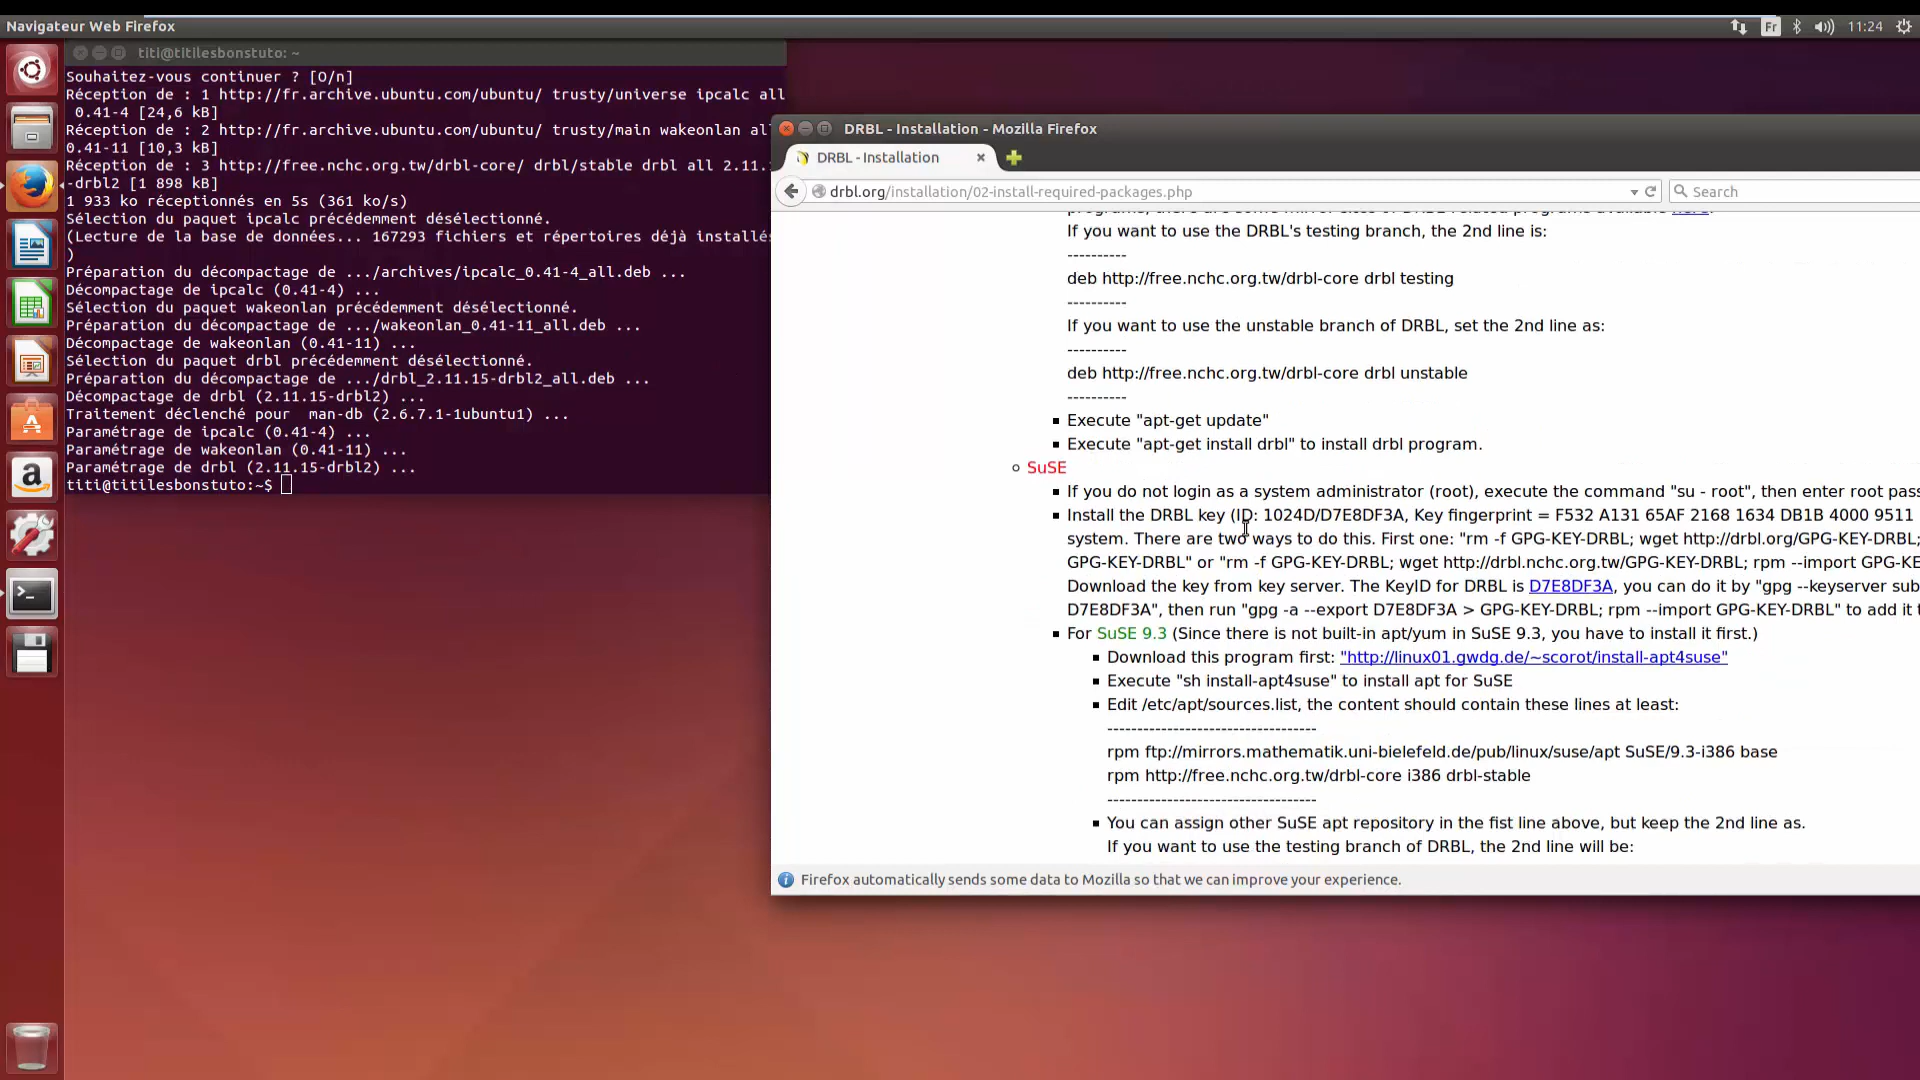 Navigateur Web Firefox
Fr
11:24
titi@titilesbonstuto: ~
Souhaitez-vous continuer ? [O/n]
Réception de : 1 http://fr.archive.ubuntu.com/ubuntu/ trusty/universe ipcalc all
0.41-4 [24,6 kB]
Réception de : 2 http://fr.archive.ubuntu.com/ubuntu/ trusty/main wakeonlan al
0.41-11 [10,3 kB]
Réception de : 3 http://free.nchc.org.tw/drbl-core/ drbl/stable drbl all 2.11.
-drbl2 [1 898 kB]
1 933 ko réceptionnés en 5s (361 ko/s)
Sélection du paquet ipcalc précédemment désélectionné.
(Lecture de la base de données... 167293 fichiers et répertoires déjà installés
)
Préparation du décompactage de .../archives/ipcalc_0.41-4_all.deb ...
Décompactage de ipcalc (0.41-4) ...
Sélection du paquet wakeonlan précédemment désélectionné.
Préparation du décompactage de .../wakeonlan_0.41-11_all.deb ...
Décompactage de wakeonlan (0.41-11) ...
Sélection du paquet drbl précédemment désélectionné.
Préparation du décompactage de .../drbl_2.11.15-drbl2_all.deb ...
Décompactage de drbl (2.11.15-drbl2) ...
Traitement déclenché pour  man-db (2.6.7.1-1ubuntu1) ...
Paramétrage de ipcalc (0.41-4) ...
Paramétrage de wakeonlan (0.41-11) ...
Paramétrage de drbl (2.11.15-drbl2) ...
titi@titilesbonstuto:~$
DRBL - Installation - Mozilla Firefox
DRBL - Installation
drbl.org/installation/02-install-required-packages.php
Search
programs, there are some mirror sites of DRBL related programs available here.
If you want to use the DRBL's testing branch, the 2nd line is:
----------
deb http://free.nchc.org.tw/drbl-core drbl testing
----------
If you want to use the unstable branch of DRBL, set the 2nd line as:
----------
deb http://free.nchc.org.tw/drbl-core drbl unstable
----------
Execute "apt-get update"
Execute "apt-get install drbl" to install drbl program.
SuSE
If you do not login as a system administrator (root), execute the command "su - root", then enter root pas
Install the DRBL key (ID: 1024D/D7E8DF3A, Key fingerprint = F532 A131 65AF 2168 1634 DB1B 4000 9511
system. There are two ways to do this. First one: "rm -f GPG-KEY-DRBL; wget http://drbl.org/GPG-KEY-DRBL;
GPG-KEY-DRBL" or "rm -f GPG-KEY-DRBL; wget http://drbl.nchc.org.tw/GPG-KEY-DRBL; rpm --import GPG-KE
Download the key from key server. The KeyID for DRBL is D7E8DF3A, you can do it by "gpg --keyserver sub
D7E8DF3A", then run "gpg -a --export D7E8DF3A > GPG-KEY-DRBL; rpm --import GPG-KEY-DRBL" to add it t
For SuSE 9.3 (Since there is not built-in apt/yum in SuSE 9.3, you have to install it first.)
Download this program first: "http://linux01.gwdg.de/~scorot/install-apt4suse"
Execute "sh install-apt4suse" to install apt for SuSE
Edit /etc/apt/sources.list, the content should contain these lines at least:
-----------------------------------
rpm ftp://mirrors.mathematik.uni-bielefeld.de/pub/linux/suse/apt SuSE/9.3-i386 base
rpm http://free.nchc.org.tw/drbl-core i386 drbl-stable
-----------------------------------
You can assign other SuSE apt repository in the fist line above, but keep the 2nd line as.
If you want to use the testing branch of DRBL, the 2nd line will be:
Firefox automatically sends some data to Mozilla so that we can improve your experience.